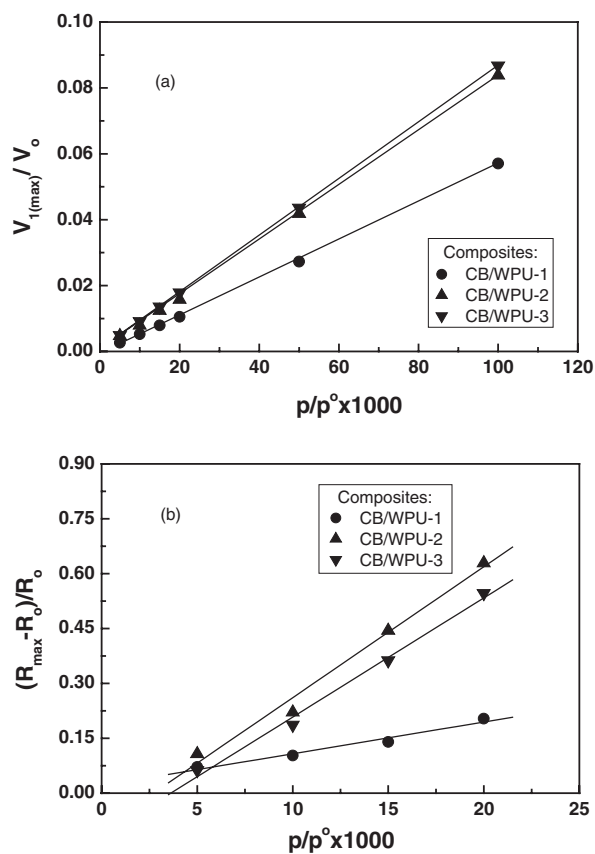 0.10
(a)
0.08
0.06
V1(max)/ Vo
0.04
Composites:
CB/WPU-1
0.02
CB/WPU-2
CB/WPU-3
0.00
0 20 40 60 80 100 120
p/pºx1000
0.90
Composites:
(b)
CB/WPU-1
0.75
CB/WPU-2
CB/WPU-3
0.60
(Rmax -Ro)/Ro
0.45
0.30
0.15
0.00
0 5 10 15 20 25
p/pºx1000